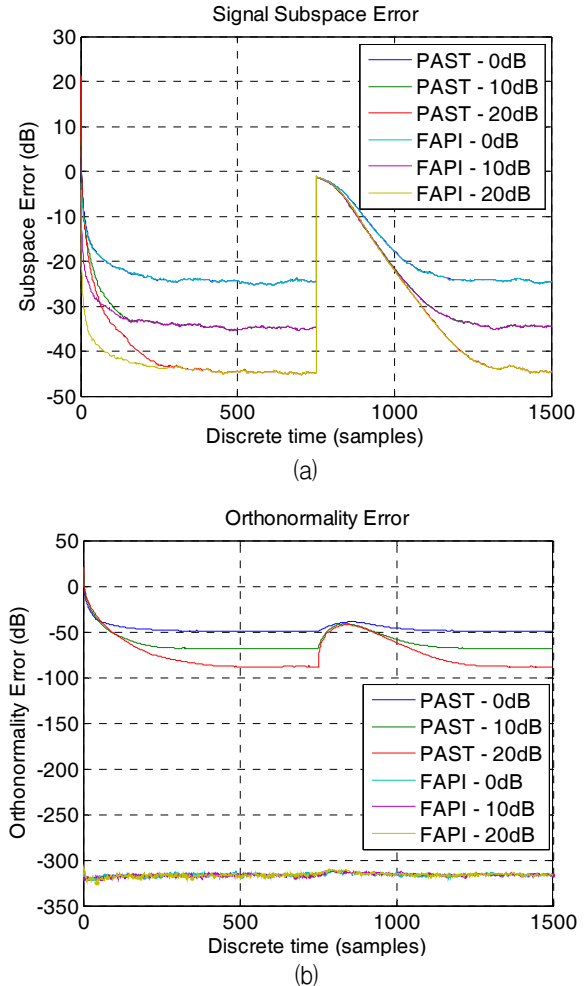 Signal Subspace Error
30
20
10
0
-10
-20
-30
-40
-50
Subspace Error (dB)
PAST - 0dB
PAST - 10dB
PAST - 20dB
FAPI - 0dB
FAPI - 10dB
FAPI - 20dB
0 500 1000 1500
Discrete time (samples)
(a)
Orthonormality Error
50
0
-50
-100
-150
-200
-250
-300
-350
Orthonormality Error (dB)
PAST - 0dB
PAST - 10dB
PAST - 20dB
FAPI - 0dB
FAPI - 10dB
FAPI - 20dB
0 500 1000 1500
Discrete time (samples)
(b)